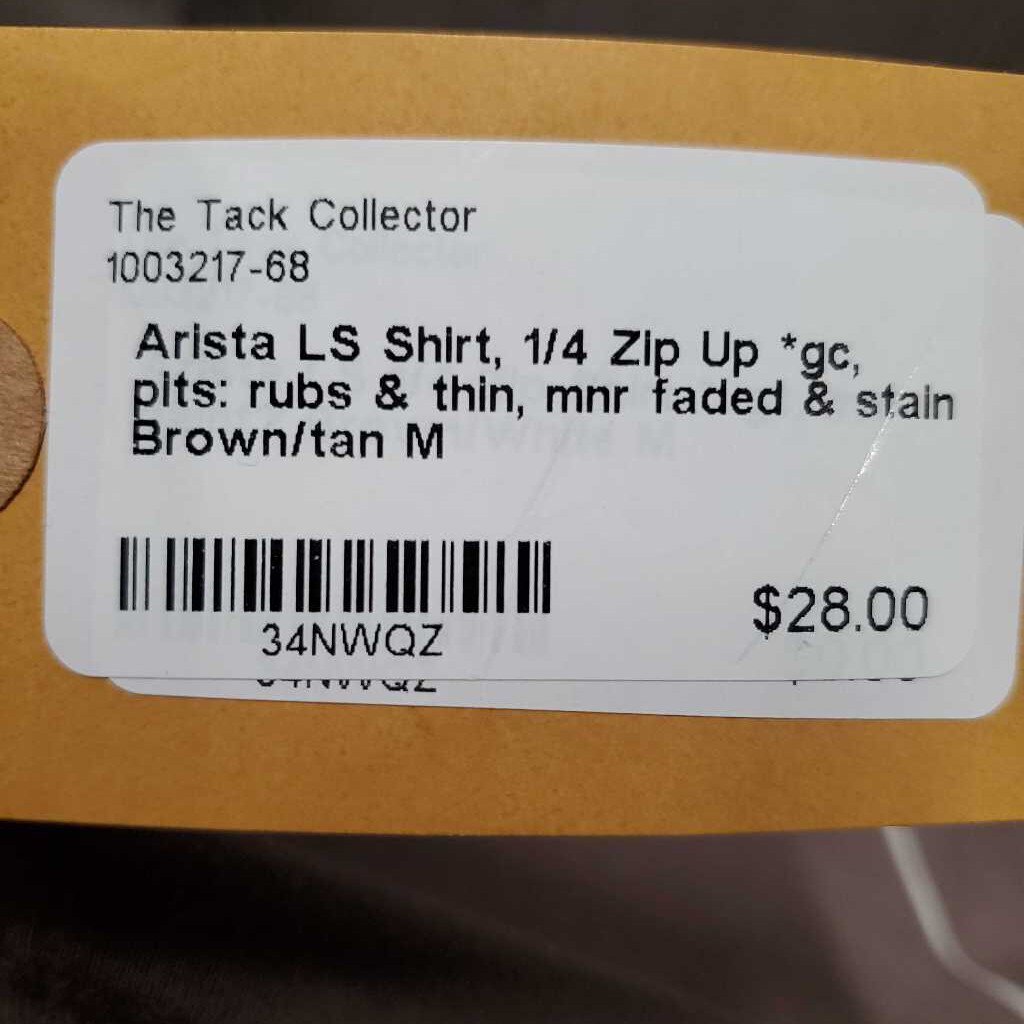 The Tack Collector
1003217-68
Arista LS Shirt, 1/4 Zip Up *gc,
pits: rubs & thin, mnr faded & stain
Brown/tan M
34NWQZ
$28.00